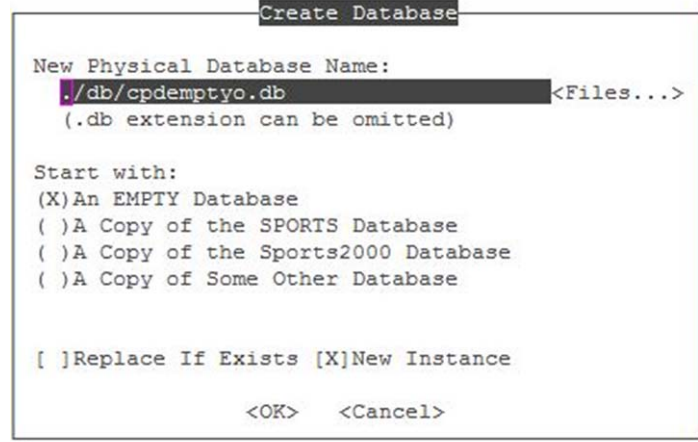 Create Database
New Physical Database Name:
./db/cpdemptyo.db <Files...>
(.db extension can be omitted)
Start with:
(X)An EMPTY Database
( )A Copy of the SPORTS Database
( )A Copy of the Sports2000 Database
( )A Copy of Some Other Database
[ ]Replace If Exists [X]New Instance
<OK> <Cancel>